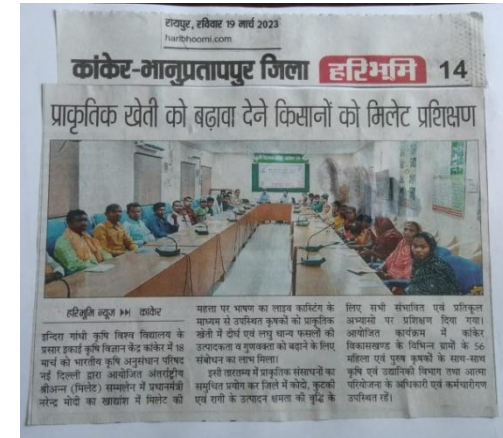 रायपुर, रविवार 19 मार्च 2023
haribhoomi.com
कांकेर-भानुप्रतापपुर जिला हरिभूमि 14
प्राकृतिक खेती को बढ़ावा देने किसानों को मिलेट प्रशिक्षण
हरिभूमि न्यूज ▶▶ कांकेर
इन्दिरा गांधी कृषि विश्व विद्यालय के
प्रसार इकाई कृषि विज्ञान केंद्र कांकेर में 18
मार्च को भारतीय कृषि अनुसंधान परिषद
नई दिल्ली द्वारा आयोजित अंतर्राष्ट्रीय
श्रीअन्न (मिलेट) सम्मेलन में प्रधानमंत्री
नरेन्द्र मोदी का खाद्यांश में मिलेट की
महत्ता पर भाषण का लाइव कास्टिंग के
माध्यम से उपस्थित कृषकों को प्राकृतिक
खेती में दीर्घ एवं लघु धान्य फसलों की
उत्पादकता व गुणवक्ता को बढ़ाने के लिए
संबोधन का लाभ मिला।
इसी तारतम्य में प्राकृतिक संसाधनों का
समुचित प्रयोग कर जिले में कोदो, कुटकी
एवं रागी के उत्पादन क्षमता की वृद्धि के
लिए सभी संभावित एवं प्रतिकूल
अभ्यासों पर प्रशिक्षण दिया गया।
आयोजित कार्यक्रम में कांकेर
विकासखण्ड के विभिन्न ग्रामों के 56
महिला एवं पुरुष कृषकों के साथ-साथ
कृषि एवं उद्यानिकी विभाग तथा आत्मा
परियोजना के अधिकारी एवं कर्मचारीगण
उपस्थित रहें।